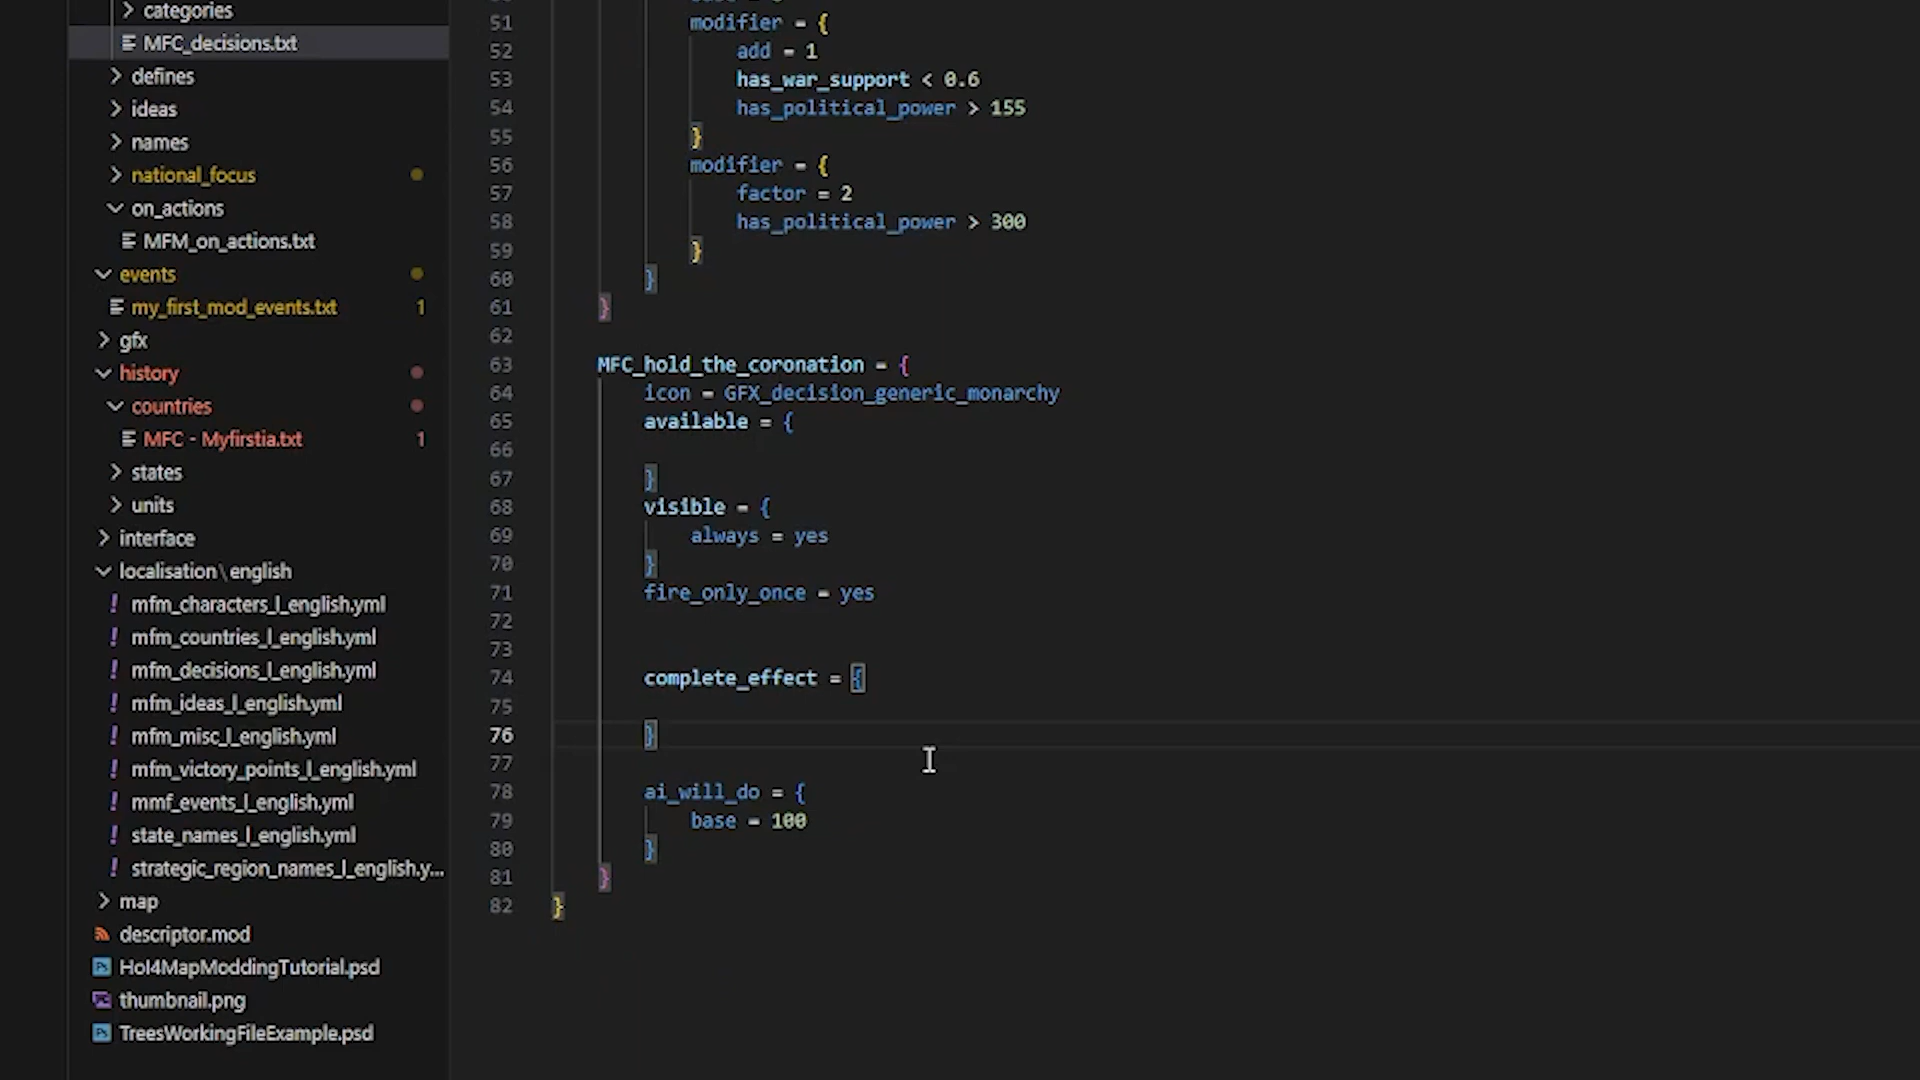 categories
MFC_decisions.txt
defines
ideas
names
national_focus
on_actions
MFM_on_actions.txt
events
my_first_mod_events.txt 1
gfx
history
countries
MFC - Myfirstia.txt 1
states
units
interface
localisation\english
! mfm_characters_l_english.yml
! mfm_countries_l_english.yml
! mfm_decisions_l_english.yml
! mfm_ideas_l_english.yml
! mfm_misc_l_english.yml
! mfm_victory_points_l_english.yml
! mmf_events_l_english.yml
! state_names_l_english.yml
! strategic_region_names_l_english.y...
map
descriptor.mod
Ps HoI4MapModdingTutorial.psd
thumbnail.png
Ps TreesWorkingFileExample.psd
51 modifier = {
52 add = 1
53 has_war_support < 0.6
54 has_political_power > 155
55 }
56 modifier = {
57 factor = 2
58 has_political_power > 300
59 }
60 }
61 }
62
63 MFC_hold_the_coronation = {
64 icon = GFX_decision_generic_monarchy
65 available = {
66
67 }
68 visible = {
69 always = yes
70 }
71 fire_only_once = yes
72
73
74 complete_effect = {
75
76 }
77
78 ai_will_do = {
79 base = 100
80 }
81 }
82 }